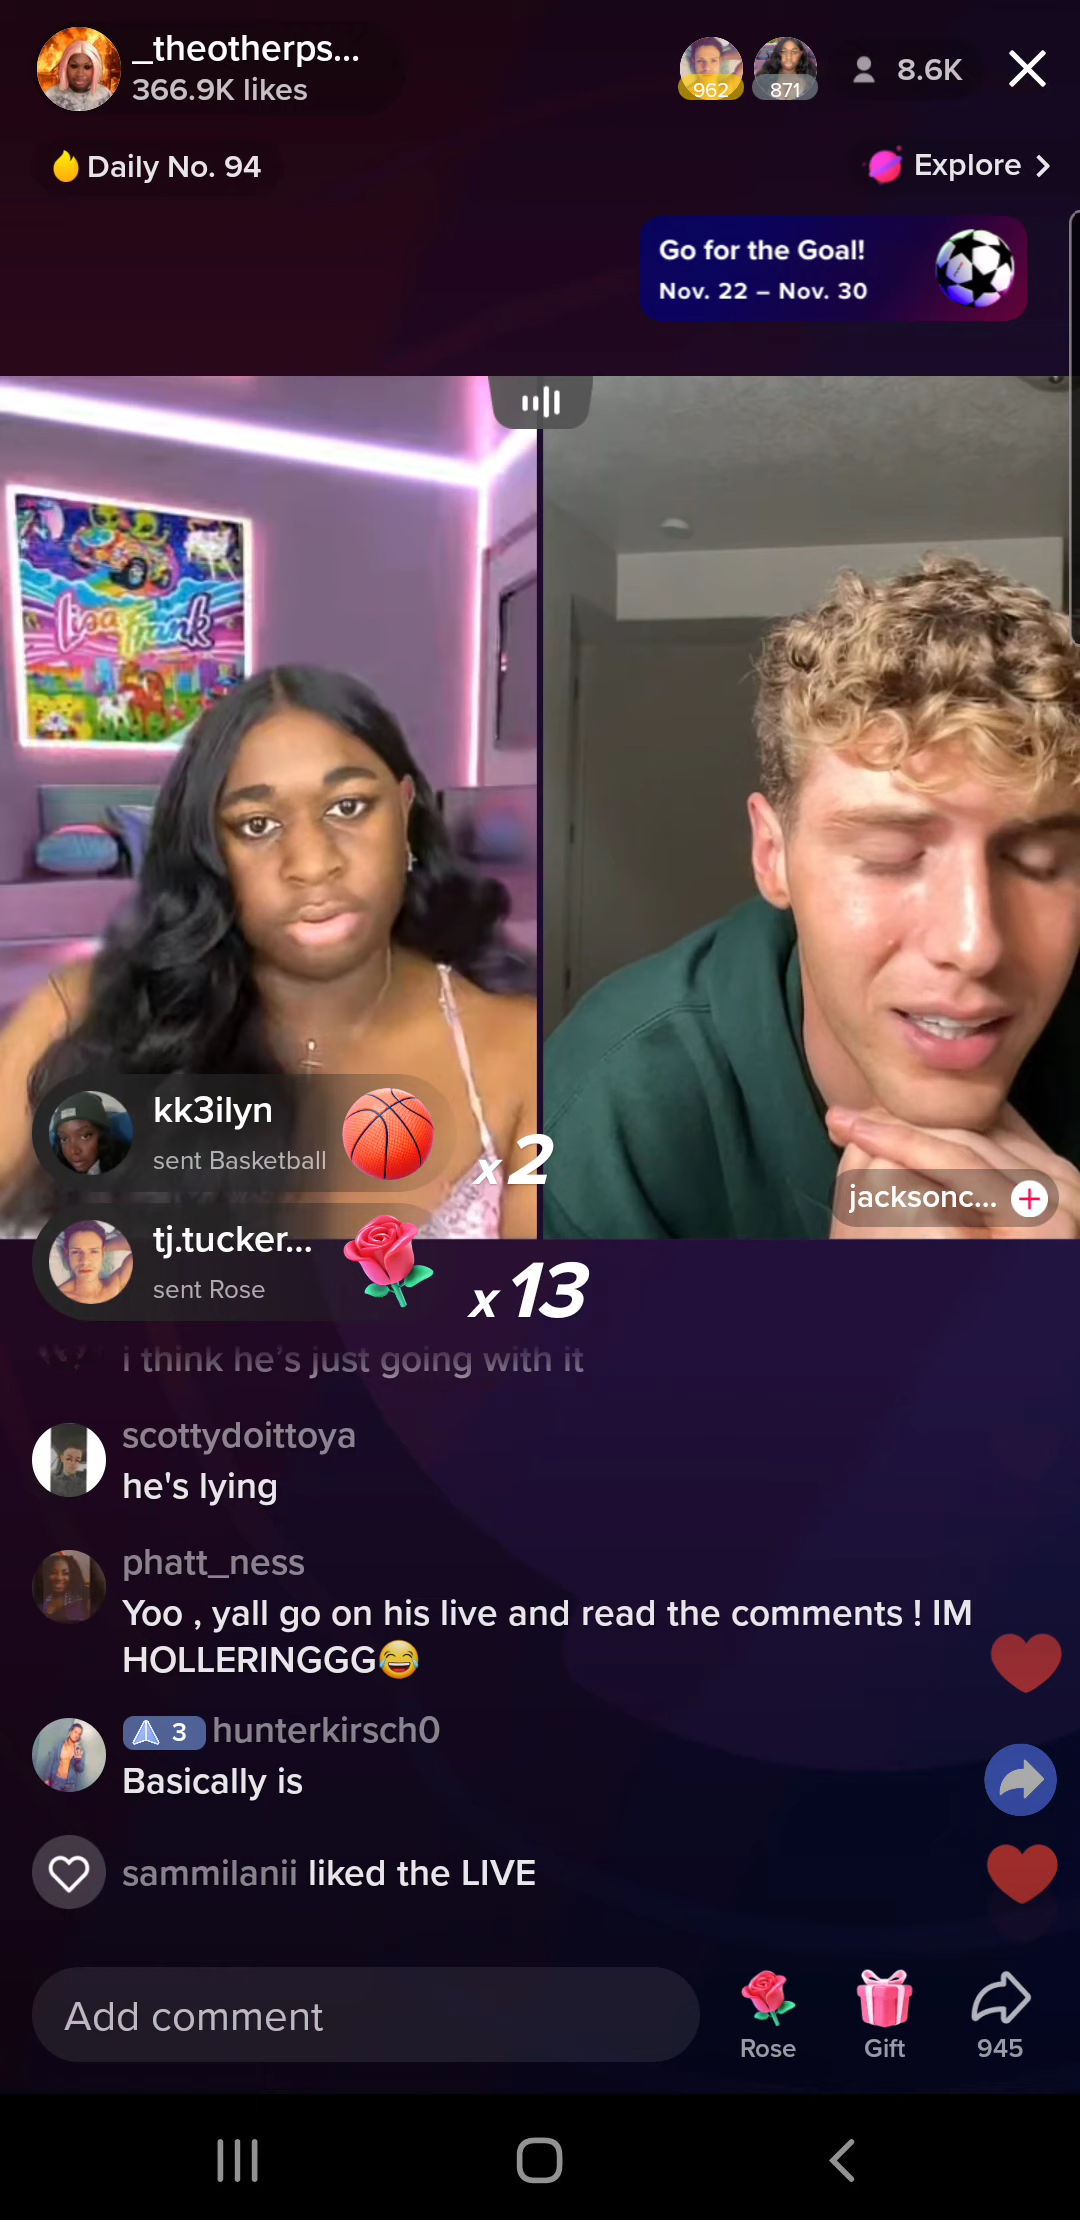 _theotherps...
366.9K likes
962
871
8.6K
Daily No. 94
Explore
Go for the Goal!
Nov. 22 – Nov. 30
Lisa Frank
kk3ilyn
sent Basketball
x2
jacksonc...
tj.tucker...
sent Rose
x13
i think he's just going with it
scottydoittoya
he's lying
phatt_ness
Yoo , yall go on his live and read the comments ! IM
HOLLERINGGG😂
3 hunterkirsch0
Basically is
sammilanii liked the LIVE
Add comment
Rose
Gift
945